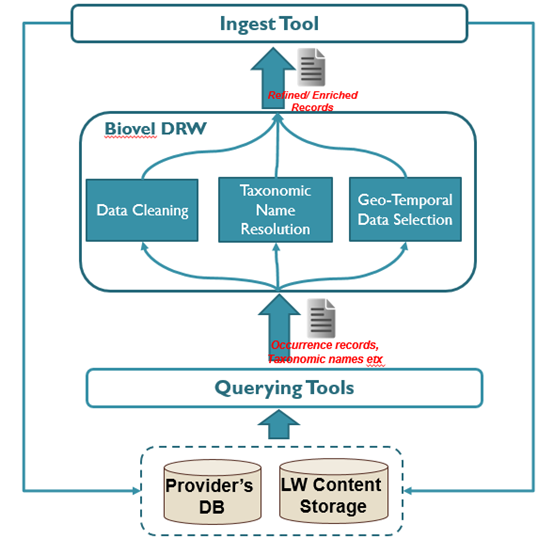 Ingest Tool
Refined/ Enriched
Records
Biovel DRW
Data Cleaning
Taxonomic
Name
Resolution
Geo-Temporal
Data Selection
Occurrence records,
Taxonomic names etx
Querying Tools
Provider's
DB
LW Content
Storage